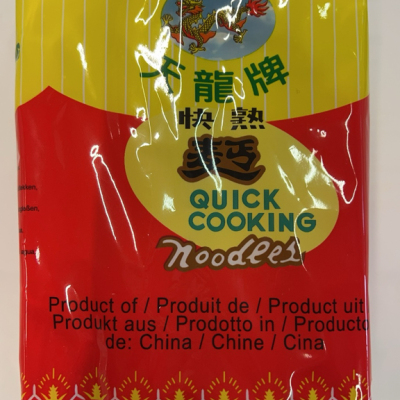 天龍牌
快熟
麪
QUICK
COOKING
noodles
Product of / Produit de / Product uit
Produkt aus / Prodotto in / Producto
de: China / Chine / Cina